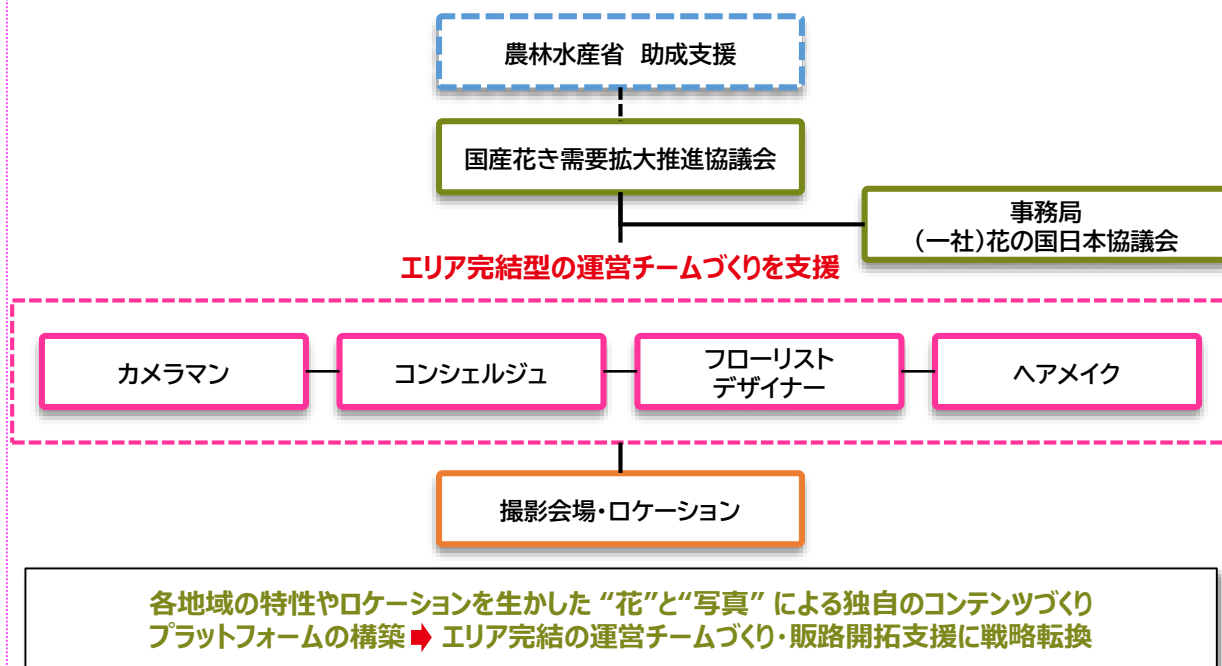 農林水産省 助成支援
国産花き需要拡大推進協議会
事務局
（一社）花の国日本協議会
エリア完結型の運営チームづくりを支援
カメラマン
コンシェルジュ
フローリスト
デザイナー
ヘアメイク
撮影会場・ロケーション
各地域の特性やロケーションを生かした “花”と“写真” による独自のコンテンツづくり
プラットフォームの構築➡エリア完結の運営チームづくり・販路開拓支援に戦略転換